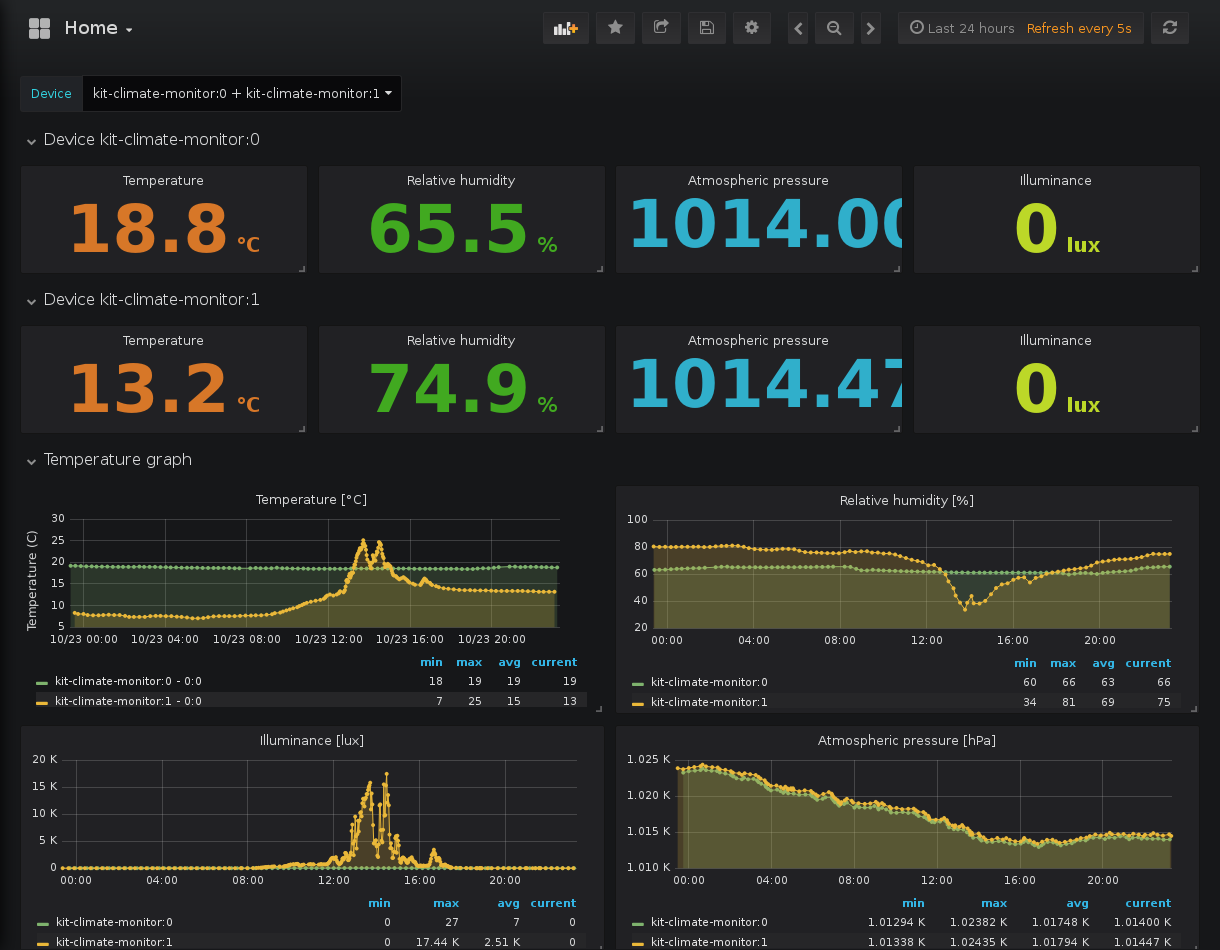 Home
Last 24 hours Refresh every 5s
Device kit-climate-monitor:0 + kit-climate-monitor:1
Device kit-climate-monitor:0
Temperature Relative humidity Atmospheric pressure Illuminance
18.8 °C 65.5 % 1014.00 0 lux
Device kit-climate-monitor:1
Temperature Relative humidity Atmospheric pressure Illuminance
13.2 °C 74.9 % 1014.47 0 lux
Temperature graph
Temperature [°C]
Temperature (C)
30
25
20
15
10
5
10/23 00:00 10/23 04:00 10/23 08:00 10/23 12:00 10/23 16:00 10/23 20:00
min max avg current
kit-climate-monitor:0 - 0:0 18 19 19 19
kit-climate-monitor:1 - 0:0 7 25 15 13
Relative humidity [%]
100
80
60
40
20
00:00 04:00 08:00 12:00 16:00 20:00
min max avg current
kit-climate-monitor:0 60 66 63 66
kit-climate-monitor:1 34 81 69 75
Illuminance [lux]
20 K
15 K
10 K
5 K
0
00:00 04:00 08:00 12:00 16:00 20:00
min max avg current
kit-climate-monitor:0 0 27 7 0
kit-climate-monitor:1 0 17.44 K 2.51 K 0
Atmospheric pressure [hPa]
1.025 K
1.020 K
1.015 K
1.010 K
00:00 04:00 08:00 12:00 16:00 20:00
min max avg current
kit-climate-monitor:0 1.01294 K 1.02382 K 1.01748 K 1.01400 K
kit-climate-monitor:1 1.01338 K 1.02435 K 1.01794 K 1.01447 K